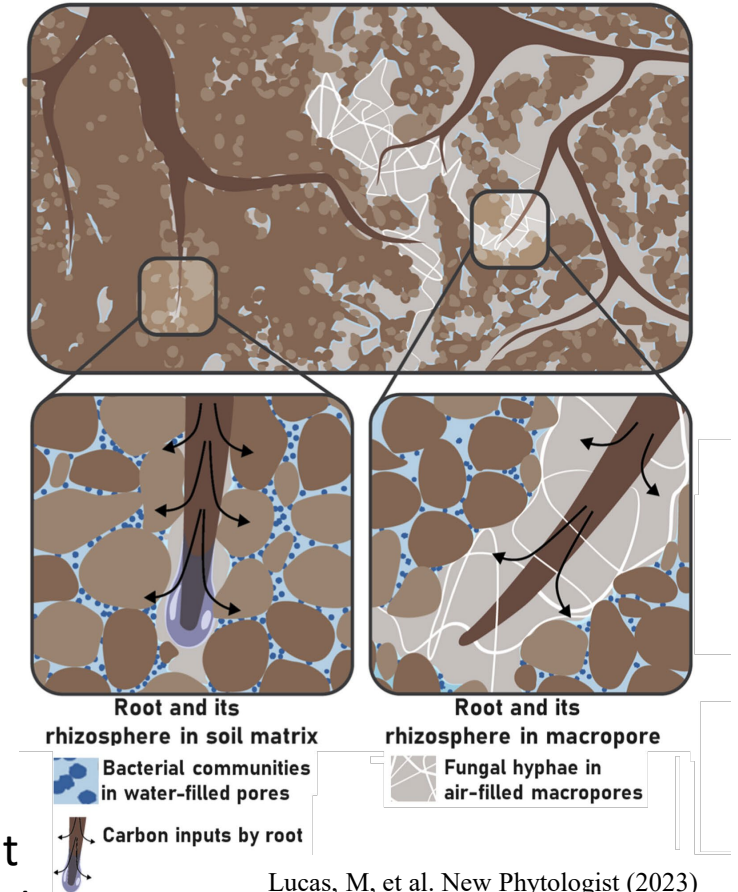 Root and its
rhizosphere in soil matrix
Root and its
rhizosphere in macropore
Bacterial communities
in water-filled pores
Fungal hyphae in
air-filled macropores
Carbon inputs by root
t
Lucas, M, et al. New Phytologist (2023)